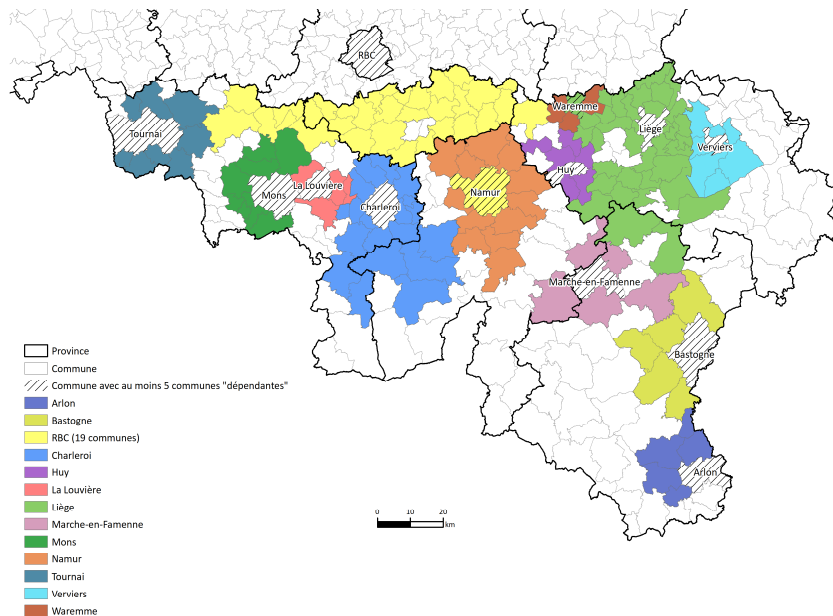 RBC
Waremme
Tournai
Liège
Verviers
Huy
La Louvière
Mons
Namur
Charleroi
Marche-en-Famenne
Bastogne
Arlon
Province
Commune
Commune avec au moins 5 communes "dépendantes"
Arlon
Bastogne
RBC (19 communes)
Charleroi
Huy
La Louvière
Liège
Marche-en-Famenne
Mons
Namur
Tournai
Verviers
Waremme
0 10 20
km